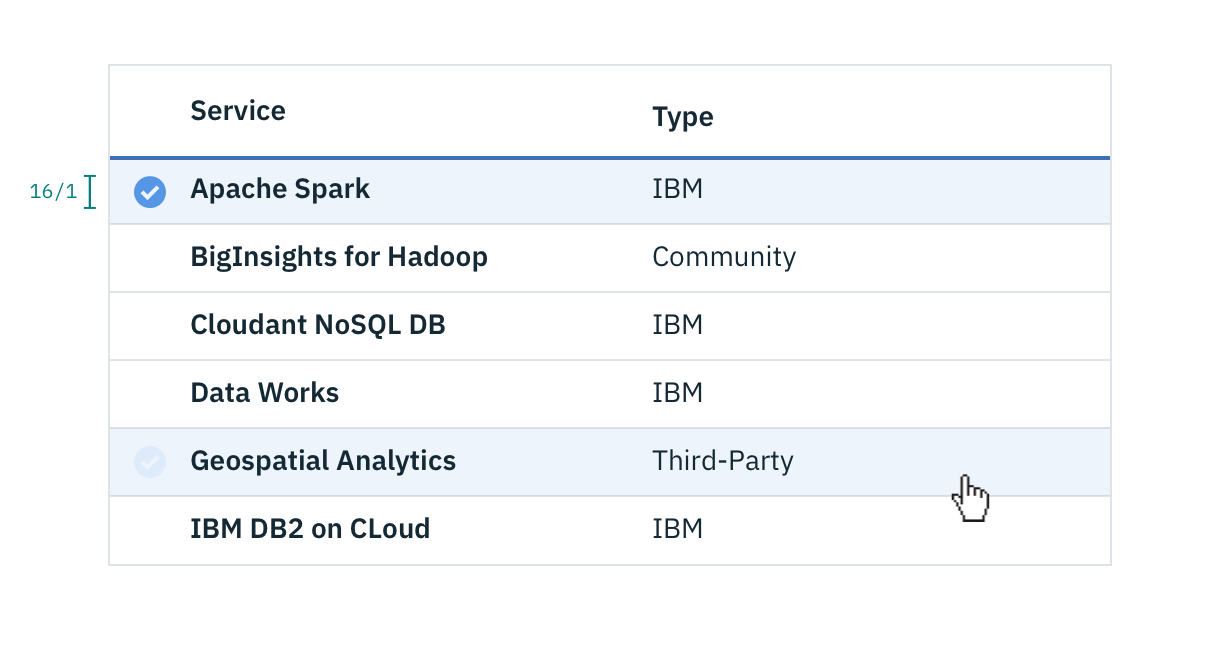 Service Type
16/1 Apache Spark IBM
BigInsights for Hadoop Community
Cloudant NoSQL DB IBM
Data Works IBM
Geospatial Analytics Third-Party
IBM DB2 on CLoud IBM